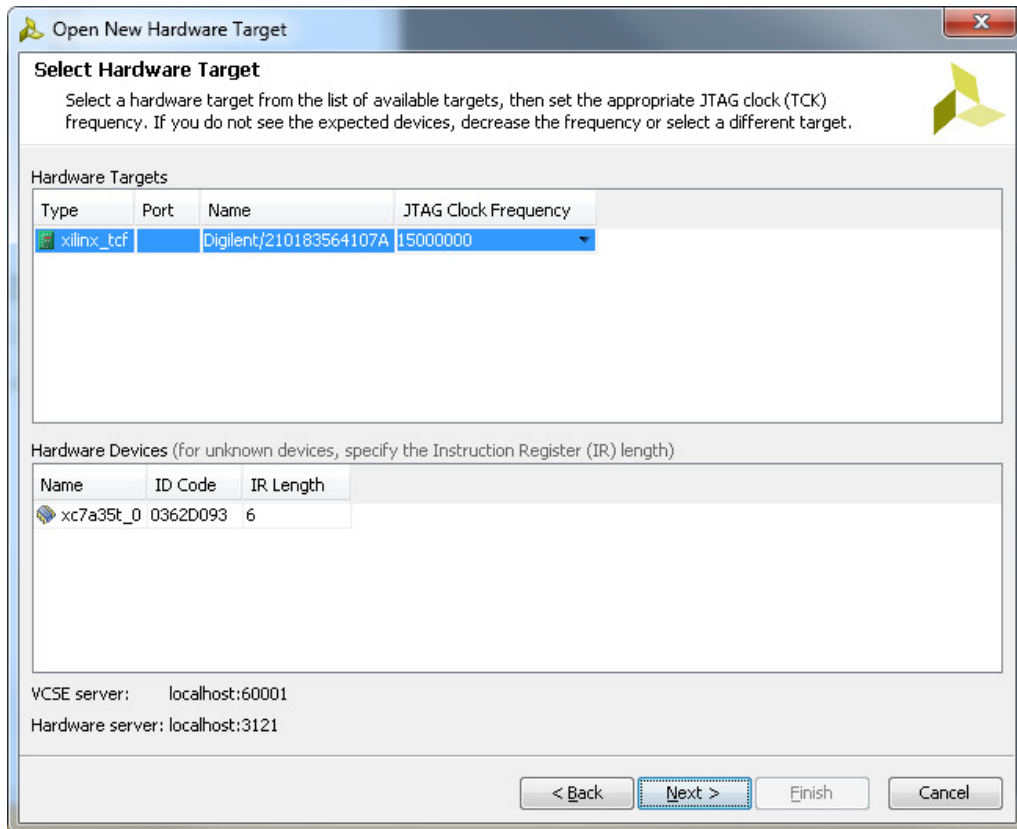 Open New Hardware Target
Select Hardware Target
Select a hardware target from the list of available targets, then set the appropriate JTAG clock (TCK)
frequency. If you do not see the expected devices, decrease the frequency or select a different target.
Hardware Targets
Type Port Name JTAG Clock Frequency
xilinx_tcf Digilent/210183564107A 15000000
Hardware Devices (for unknown devices, specify the Instruction Register (IR) length)
Name ID Code IR Length
xc7a35t_0 0362D093 6
VCSE server: localhost:60001
Hardware server: localhost:3121
< Back Next > Finish Cancel